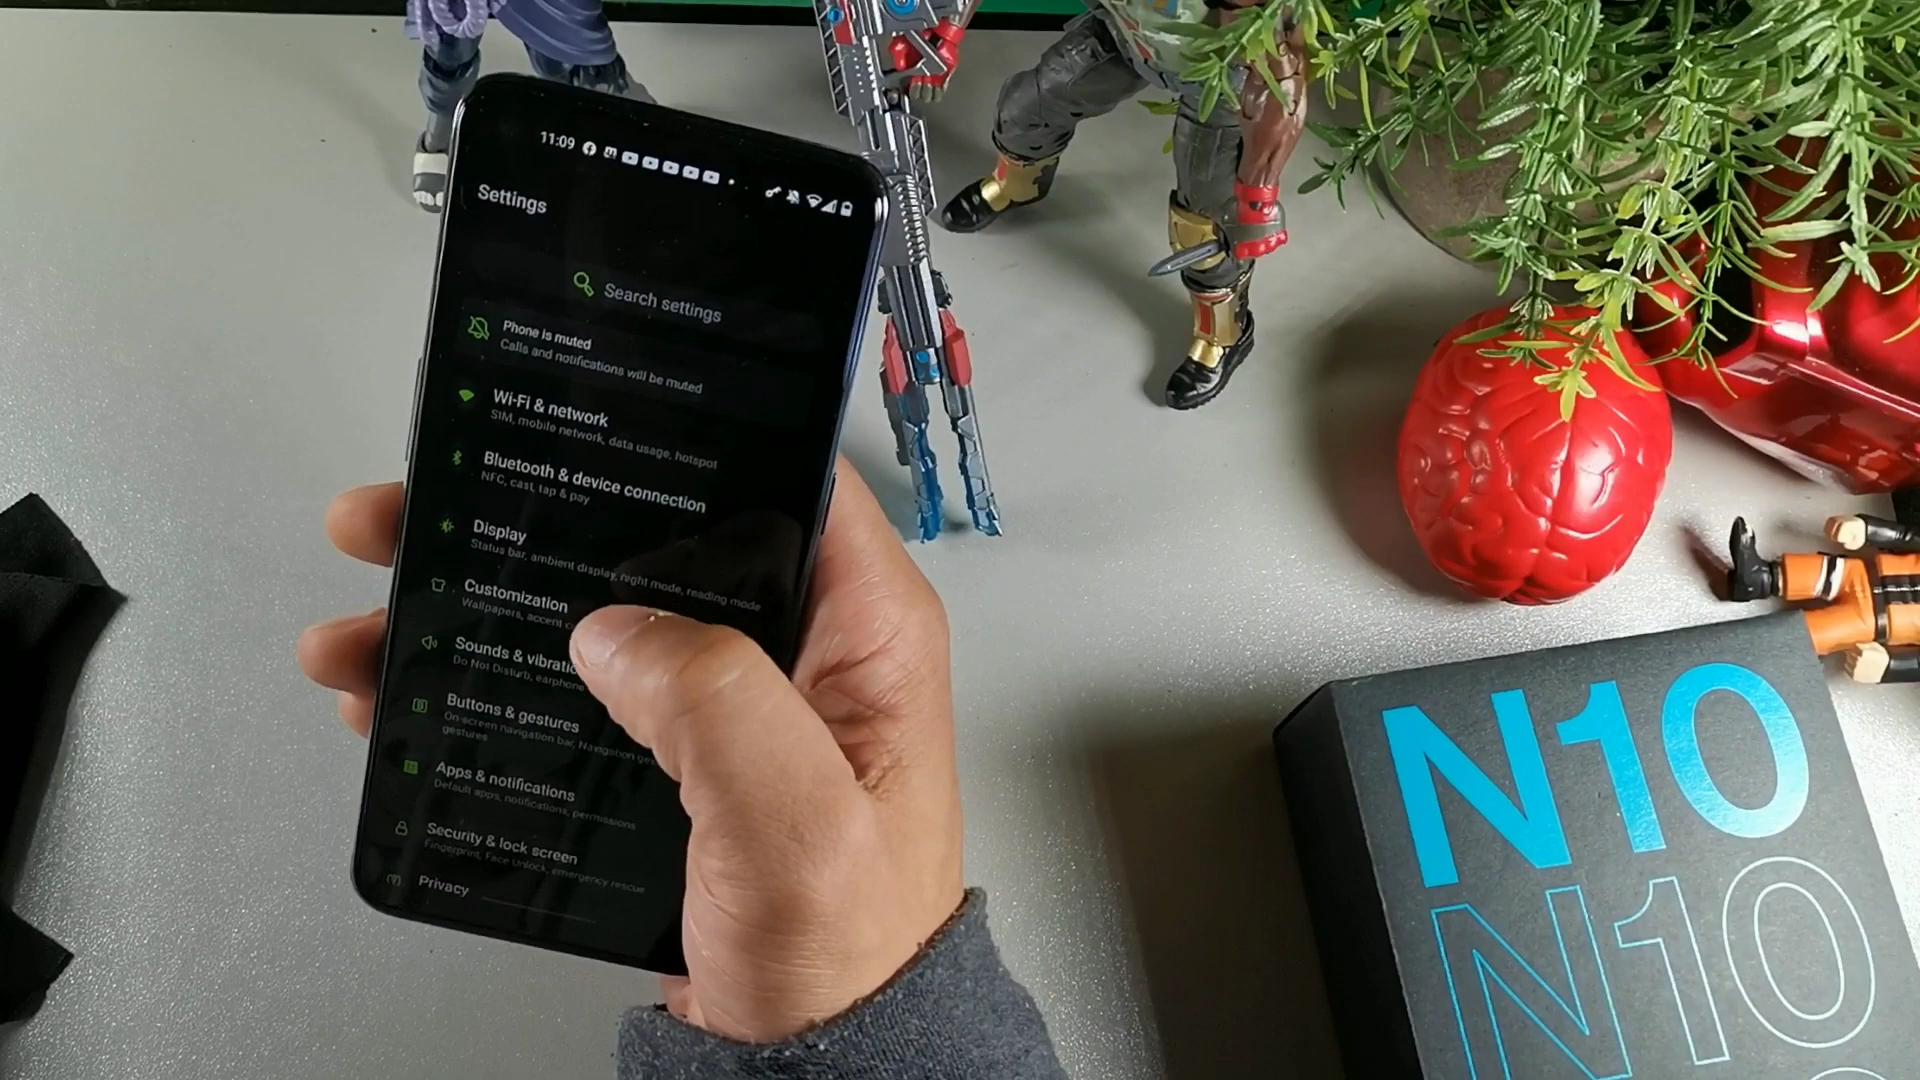 11:09
Settings
Search settings
Phone is muted
Calls and notifications will be muted
Wi-Fi & network
SIM, mobile network, data usage, hotspot
Bluetooth & device connection
NFC, cast, tap & pay
Display
Status bar, ambient display, night mode, reading mode
Customization
Wallpapers, accent
Sounds & vibratio
Do Not Disturb, earphone
Buttons & gestures
On-screen navigation bar, Navigation ges
gestures
Apps & notifications
Default apps, notifications, permissions
Security & lock screen
Fingerprint, Face Unlock, emergency rescue
Privacy
N10
N10